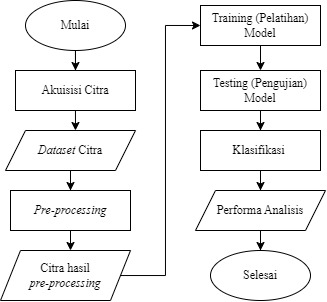 Mulai
Akuisisi Citra
Dataset Citra
Pre-processing
Citra hasil
pre-processing
Training (Pelatihan)
Model
Testing (Pengujian)
Model
Klasifikasi
Performa Analisis
Selesai